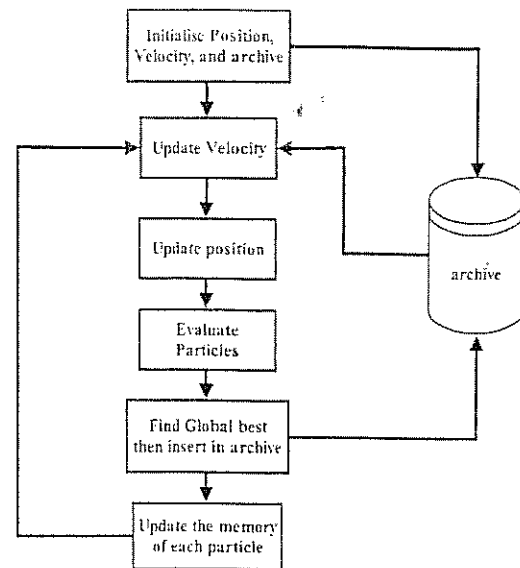 Initialise Position,
Velocity, and archive
Update Velocity
Update position
archive
Evaluate
Particles
Find Global best
then insert in archive
Update the memory
of each particle